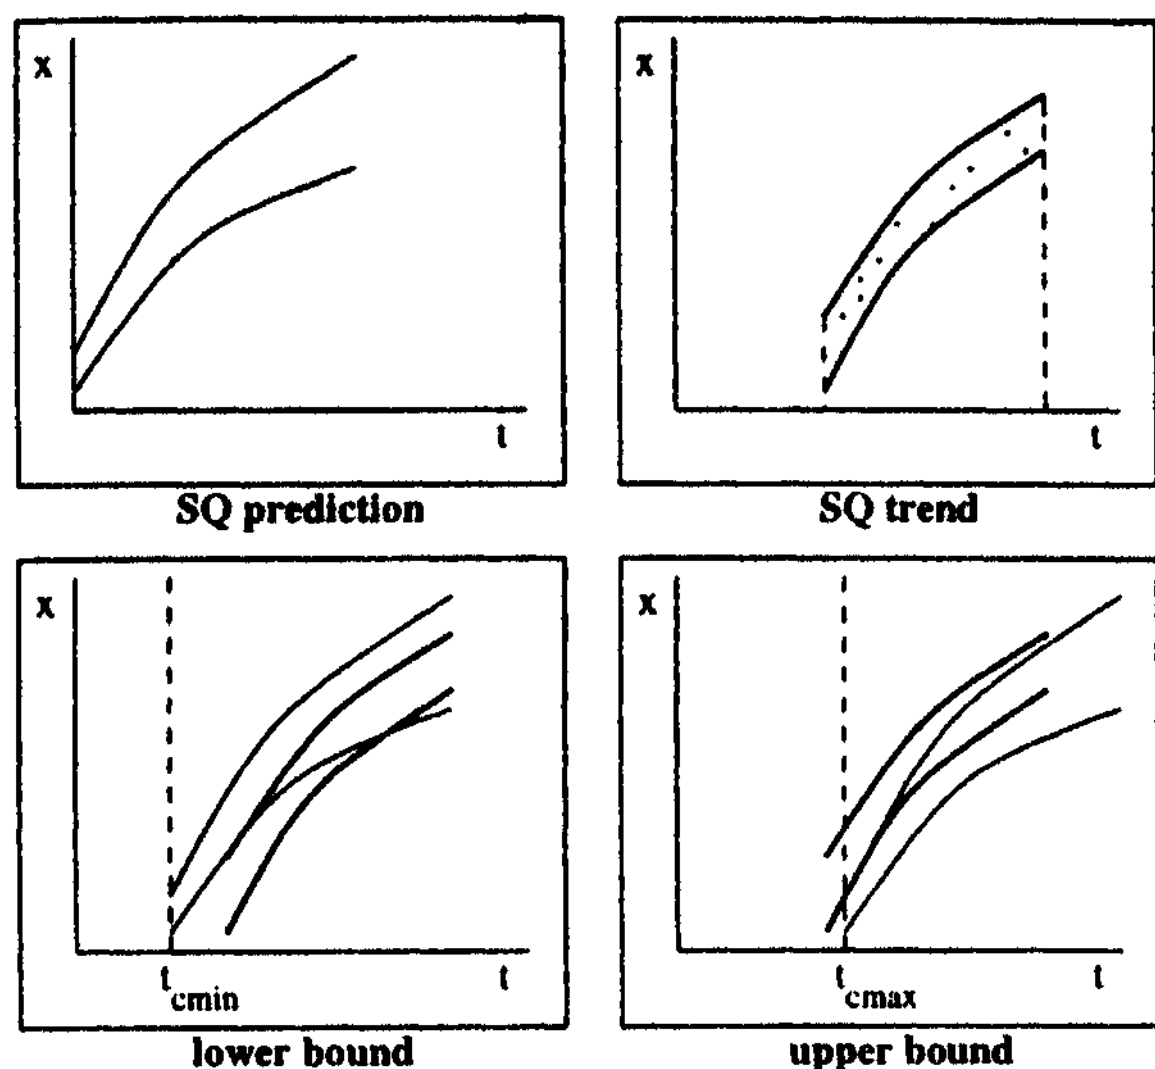 x
t
SQ prediction
x
t
SQ trend
x
t cmin
t
lower bound
x
t cmax
t
upper bound